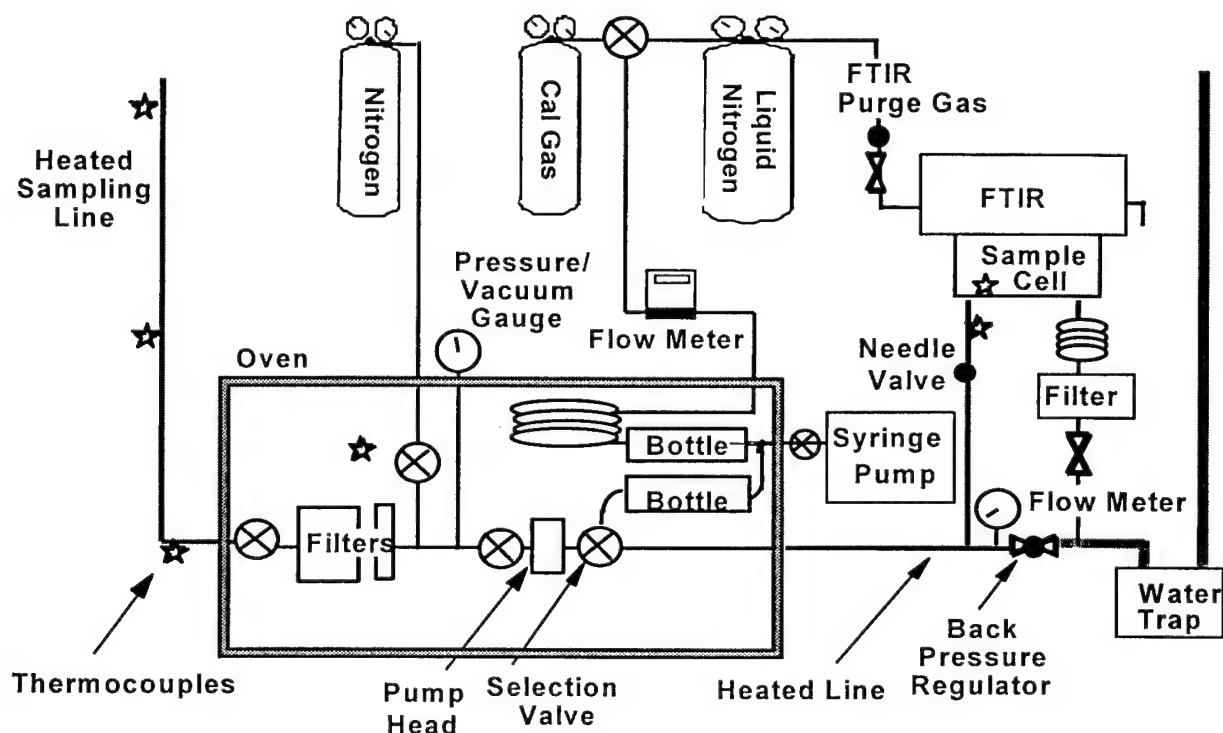 Nitrogen
Cal Gas
Liquid
Nitrogen
FTIR
Purge Gas
Heated
Sampling
Line
FTIR
Sample
Cell
Pressure/
Vacuum
Gauge
Flow Meter
Needle
Valve
Oven
Filter
Bottle
Syringe
Pump
Bottle
Flow Meter
Filters
Water
Trap
Thermocouples
Pump
Head
Selection
Valve
Heated Line
Back
Pressure
Regulator